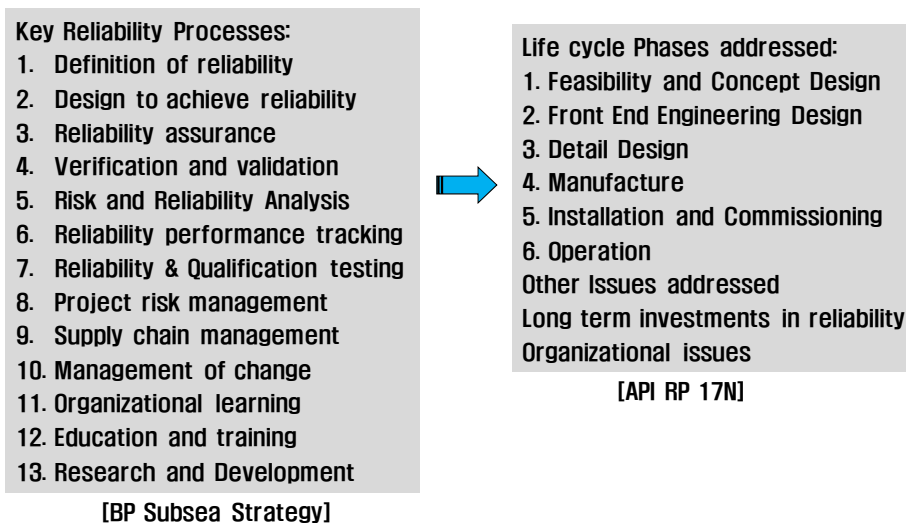 Key Reliability Processes:
1. Definition of reliability
2. Design to achieve reliability
3. Reliability assurance
4. Verification and validation
5. Risk and Reliability Analysis
6. Reliability performance tracking
7. Reliability & Qualification testing
8. Project risk management
9. Supply chain management
10. Management of change
11. Organizational learning
12. Education and training
13. Research and Development
[BP Subsea Strategy]
Life cycle Phases addressed:
1. Feasibility and Concept Design
2. Front End Engineering Design
3. Detail Design
4. Manufacture
5. Installation and Commissioning
6. Operation
Other Issues addressed
Long term investments in reliability
Organizational issues
[API RP 17N]